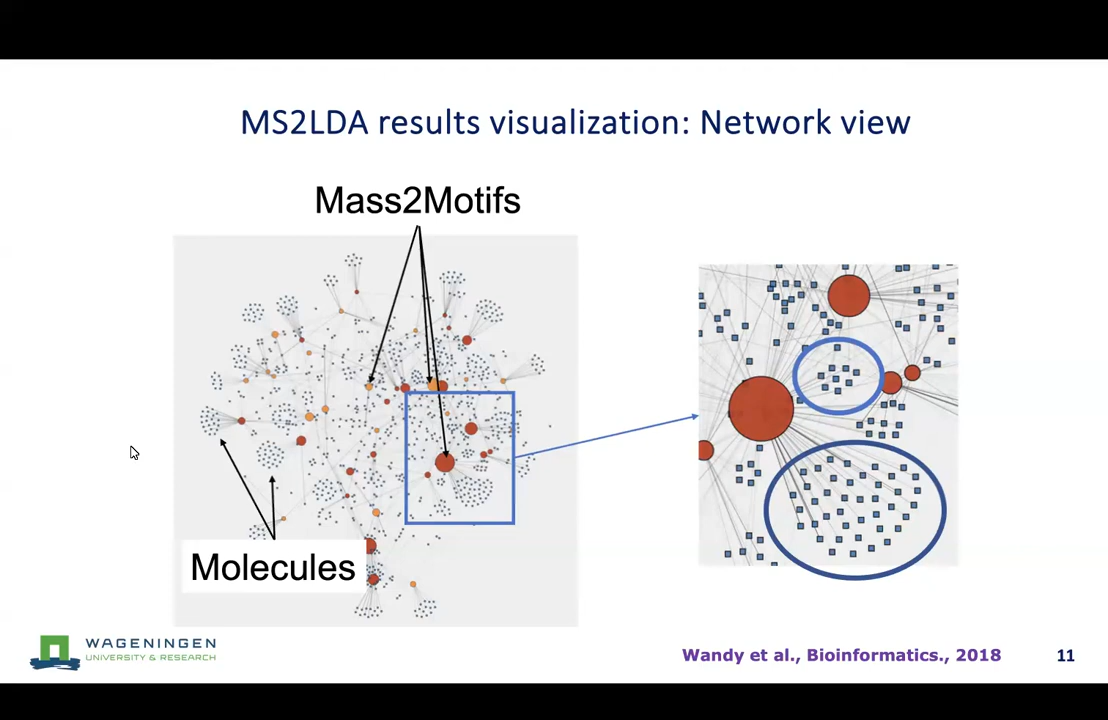 MS2LDA results visualization: Network view
Mass2Motifs
Molecules
WAGENINGEN
UNIVERSITY & RESEARCH
Wandy et al., Bioinformatics., 2018
11